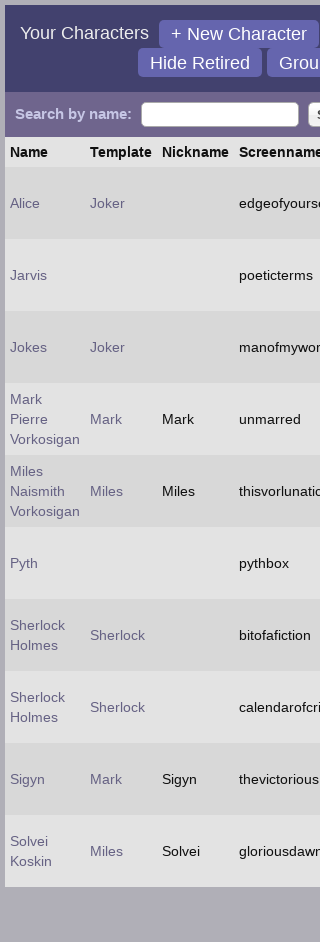 Your Characters + New Character
Hide Retired Grou
Search by name: S
Name Template Nickname Screenname
Alice Joker edgeofyourse
Jarvis poeticterms
Jokes Joker manofmywor
Mark
Pierre Mark Mark unmarred
Vorkosigan
Miles
Naismith Miles Miles thisvorlunatic
Vorkosigan
Pyth pythbox
Sherlock
Holmes Sherlock bitofafiction
Sherlock
Holmes Sherlock calendarofcri
Sigyn Mark Sigyn thevictorious
Solvei
Koskin Miles Solvei gloriousdawn